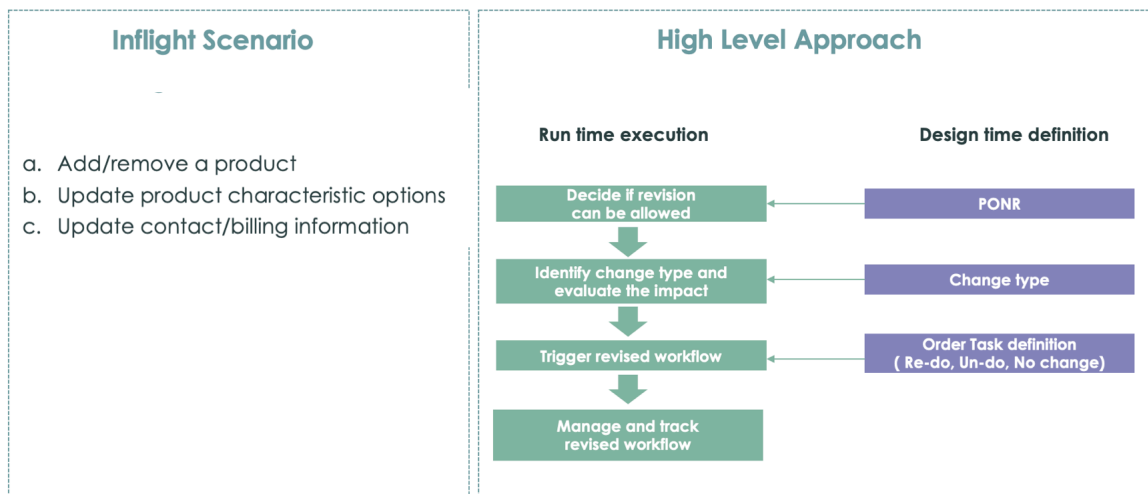 Inflight Scenario
a. Add/remove a product
b. Update product characteristic options
c. Update contact/billing information
High Level Approach
Run time execution
Design time definition
Decide if revision
can be allowed
PONR
Identify change type and
evaluate the impact
Change type
Trigger revised workflow
Order Task definition
( Re-do, Un-do, No change)
Manage and track
revised workflow